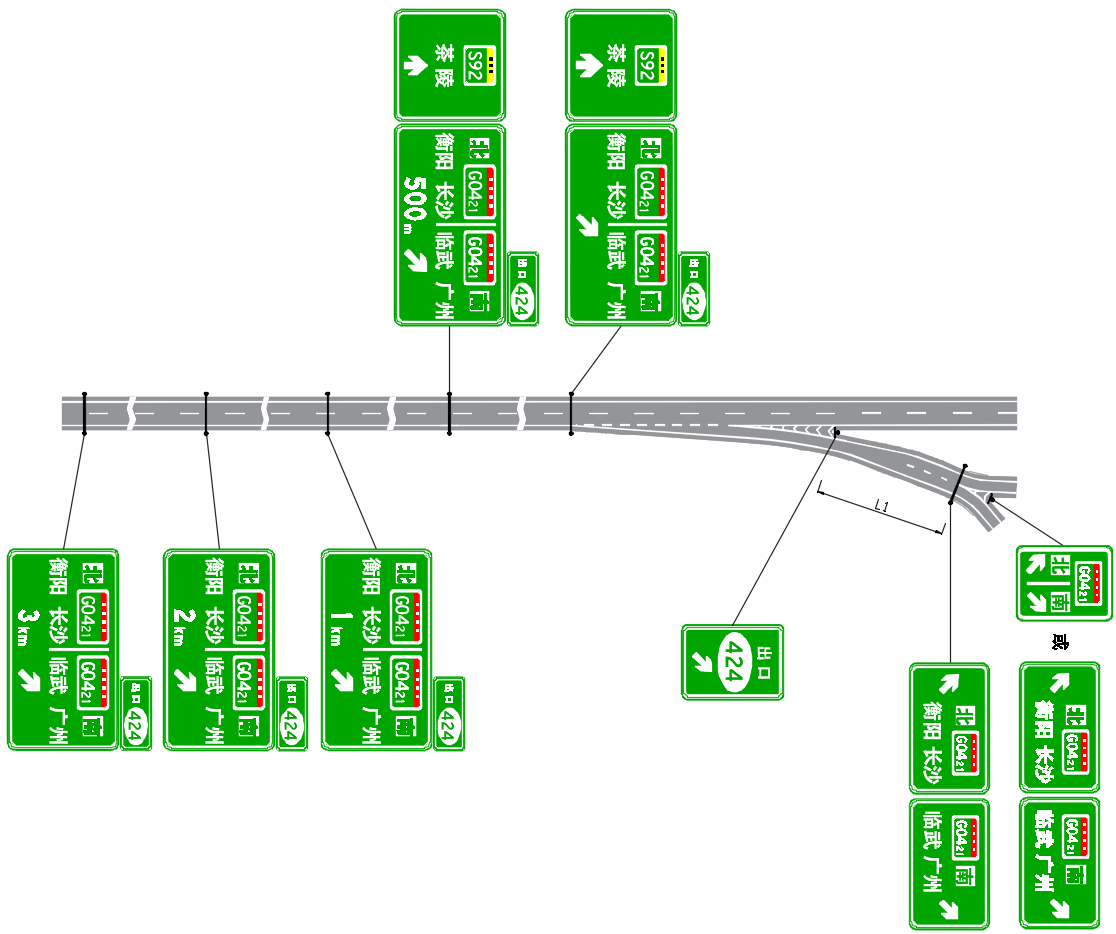 S92
茶陵
北 G0421 G0421 南
衡阳 长沙 临武 广州
500m
出口 424
S92
茶陵
北 G0421 G0421 南
衡阳 长沙 临武 广州
出口 424
L1
出口 424
北 G0421 G0421 南
衡阳 长沙 临武 广州
3km
出口 424
北 G0421 G0421 南
衡阳 长沙 临武 广州
2km
出口 424
北 G0421 G0421 南
衡阳 长沙 临武 广州
1km
出口
424
G0421
北 南
或
北 G0421
衡阳 长沙
G0421 南
临武 广州
北 G0421
衡阳 长沙
G0421 南
临武 广州